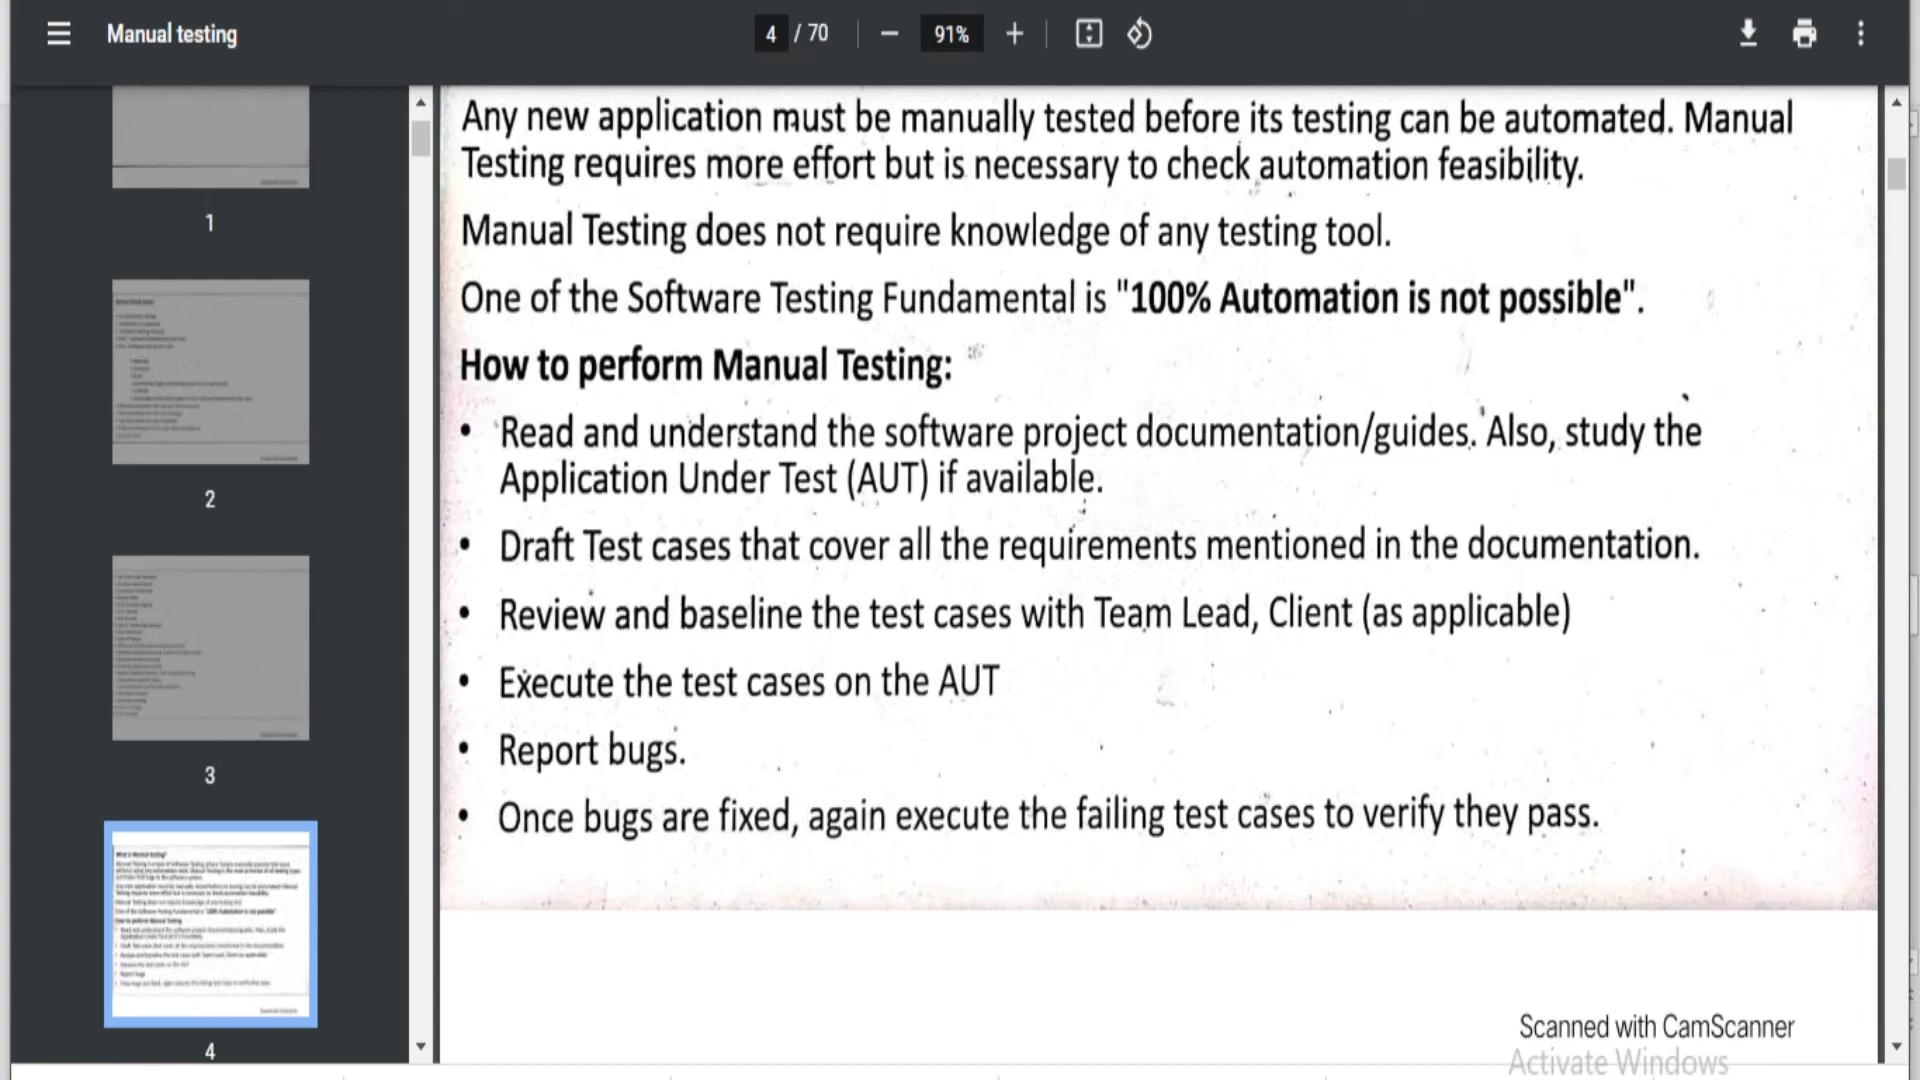 Manual testing
4 / 70
91%
Any new application must be manually tested before its testing can be automated. Manual
Testing requires more effort but is necessary to check automation feasibility.
Manual Testing does not require knowledge of any testing tool.
One of the Software Testing Fundamental is "100% Automation is not possible".
How to perform Manual Testing:
• Read and understand the software project documentation/guides. Also, study the
Application Under Test (AUT) if available.
• Draft Test cases that cover all the requirements mentioned in the documentation.
• Review and baseline the test cases with Team Lead, Client (as applicable)
• Execute the test cases on the AUT
• Report bugs.
• Once bugs are fixed, again execute the failing test cases to verify they pass.
Scanned with CamScanner
Activate Windows
1
2
3
4